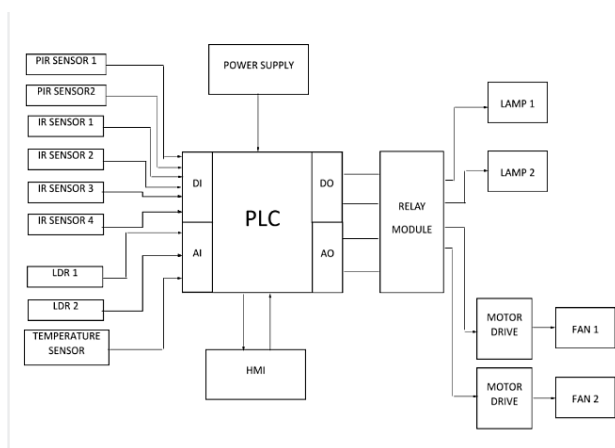 PIR SENSOR 1
PIR SENSOR2
IR SENSOR 1
IR SENSOR 2
IR SENSOR 3
IR SENSOR 4
LDR 1
LDR 2
TEMPERATURE
SENSOR
POWER SUPPLY
DI
AI
PLC
DO
AO
HMI
RELAY
MODULE
LAMP 1
LAMP 2
MOTOR
DRIVE
FAN 1
MOTOR
DRIVE
FAN 2